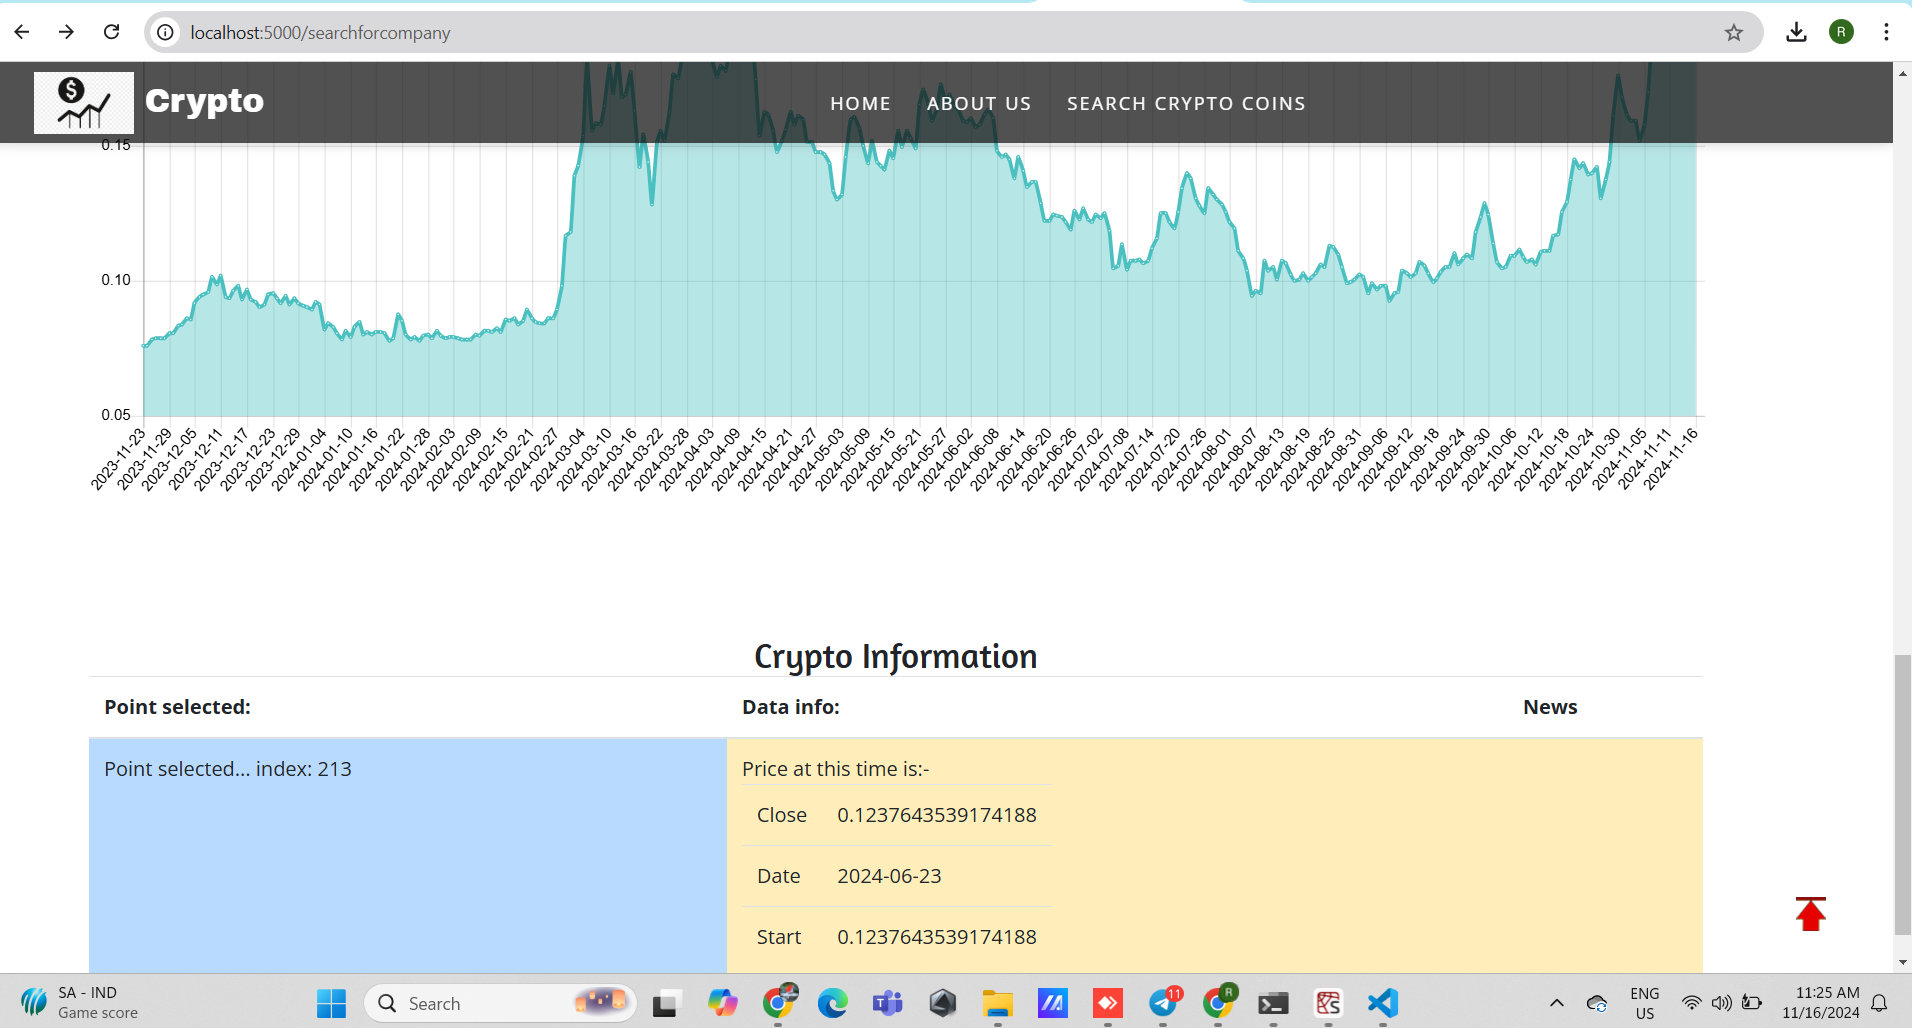 localhost:5000/searchforcompany
R
$
Crypto
HOME ABOUT US SEARCH CRYPTO COINS
0.15
0.10
0.05
2023-11-23 2023-11-29 2023-12-05 2023-12-11 2023-12-17 2023-12-23 2023-12-29 2024-01-04 2024-01-10 2024-01-16 2024-01-22 2024-01-28 2024-02-03 2024-02-09 2024-02-15 2024-02-21 2024-02-27 2024-03-04 2024-03-10 2024-03-16 2024-03-22 2024-03-28 2024-04-03 2024-04-09 2024-04-15 2024-04-21 2024-04-27 2024-05-03 2024-05-09 2024-05-15 2024-05-21 2024-05-27 2024-06-02 2024-06-08 2024-06-14 2024-06-20 2024-06-26 2024-07-02 2024-07-08 2024-07-14 2024-07-20 2024-07-26 2024-08-01 2024-08-07 2024-08-13 2024-08-19 2024-08-25 2024-08-31 2024-09-06 2024-09-12 2024-09-18 2024-09-24 2024-09-30 2024-10-06 2024-10-12 2024-10-18 2024-10-24 2024-10-30 2024-11-05 2024-11-11 2024-11-16
Crypto Information
Point selected: Data info: News
Point selected... index: 213 Price at this time is:-
Close 0.1237643539174188
Date 2024-06-23
Start 0.1237643539174188
SA - IND
Game score
Search
11
R
ENG
US
11:25 AM
11/16/2024